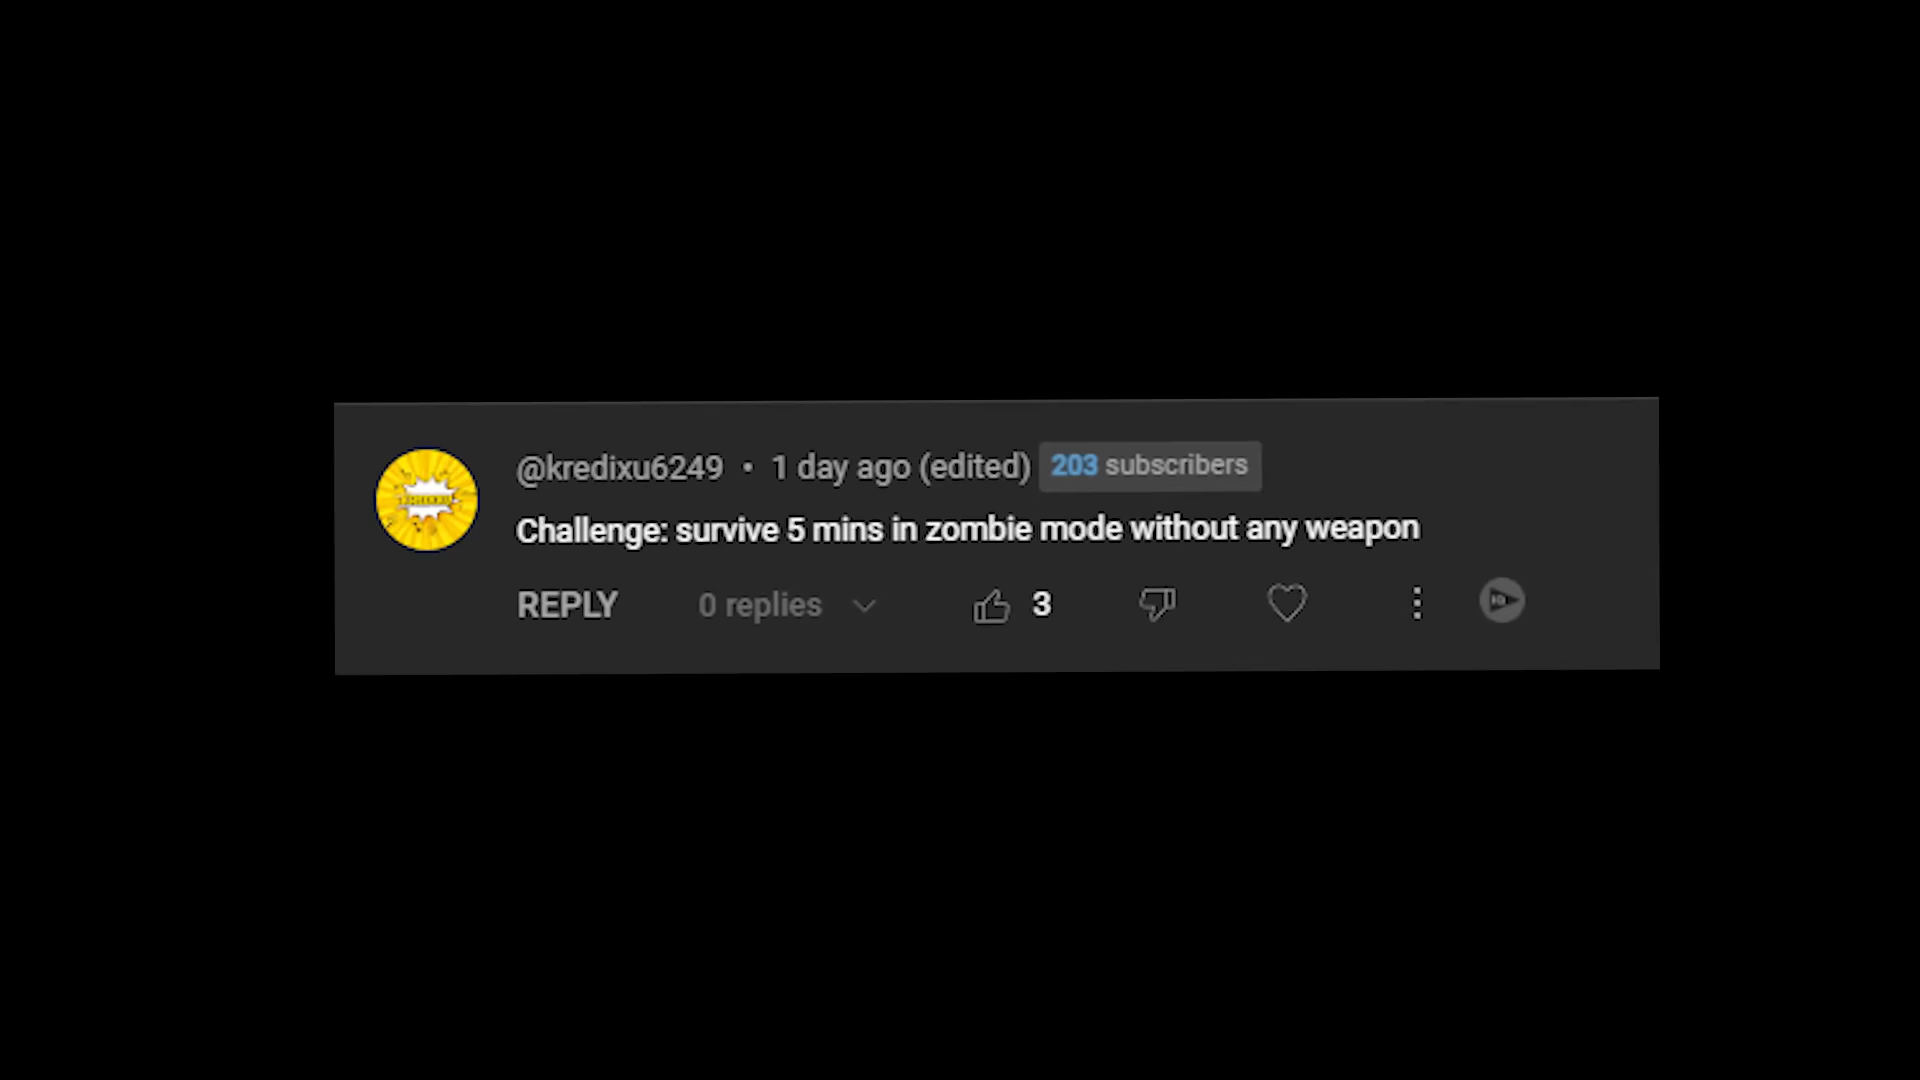 @kredixu6249 • 1 day ago (edited) 203 subscribers
Challenge: survive 5 mins in zombie mode without any weapon
REPLY 0 replies 3